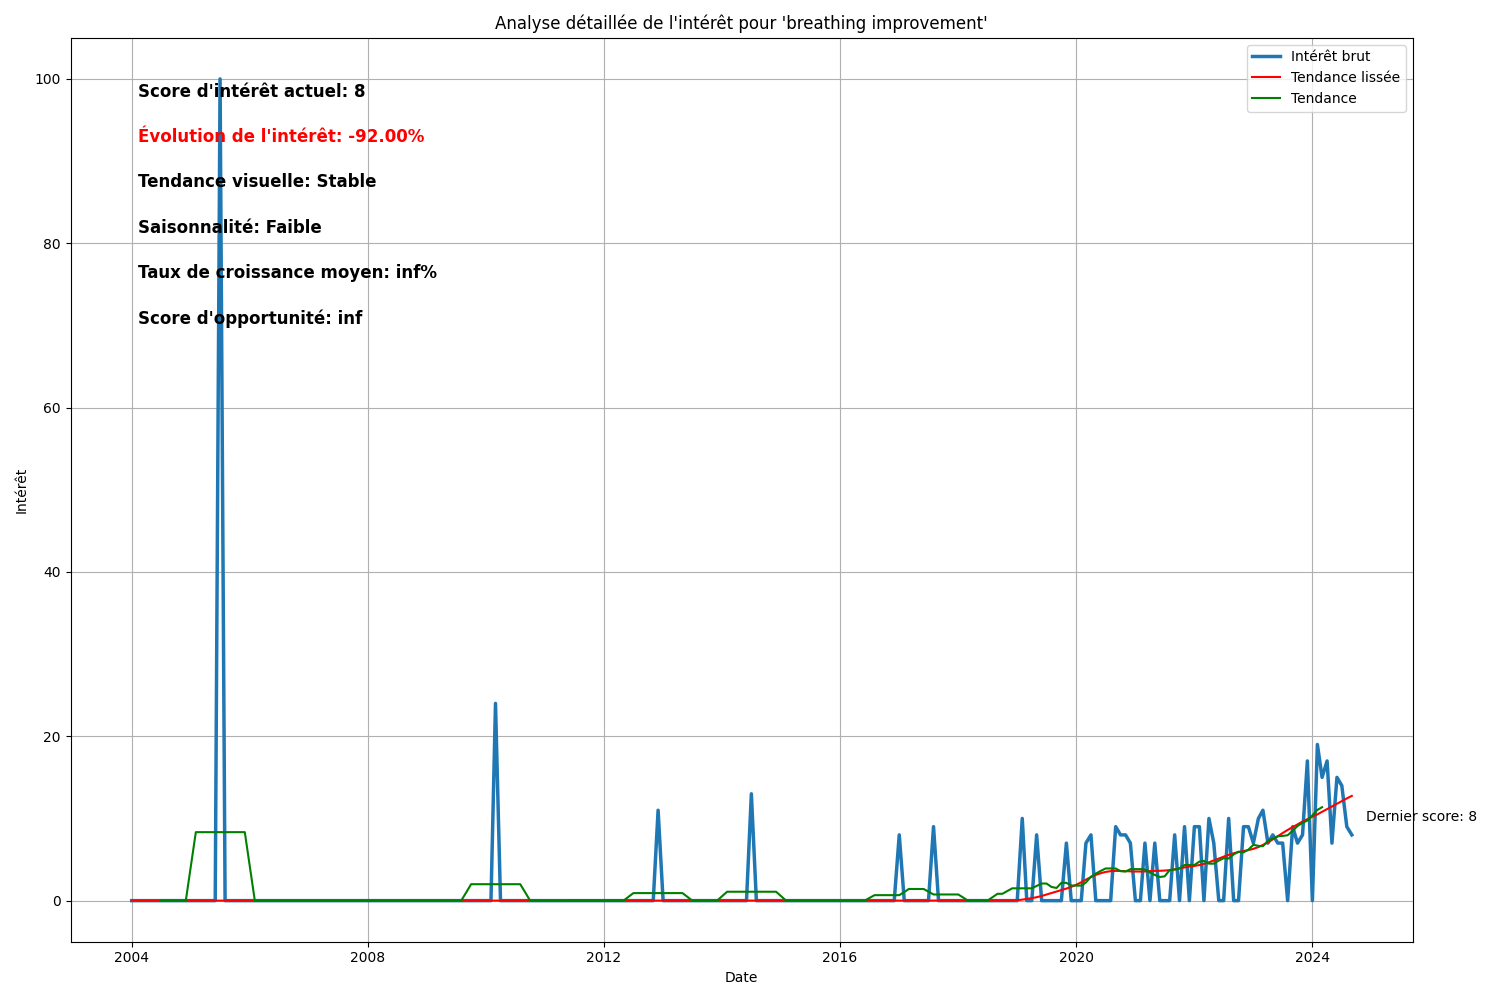 Analyse détaillée de l'intérêt pour 'breathing improvement'
Intérêt brut
Tendance lissée
Tendance
Score d'intérêt actuel: 8
Évolution de l'intérêt: -92.00%
Tendance visuelle: Stable
Saisonnalité: Faible
Taux de croissance moyen: inf%
Score d'opportunité: inf
Dernier score: 8
Intérêt
100
80
60
40
20
0
2004
2008
2012
2016
2020
2024
Date